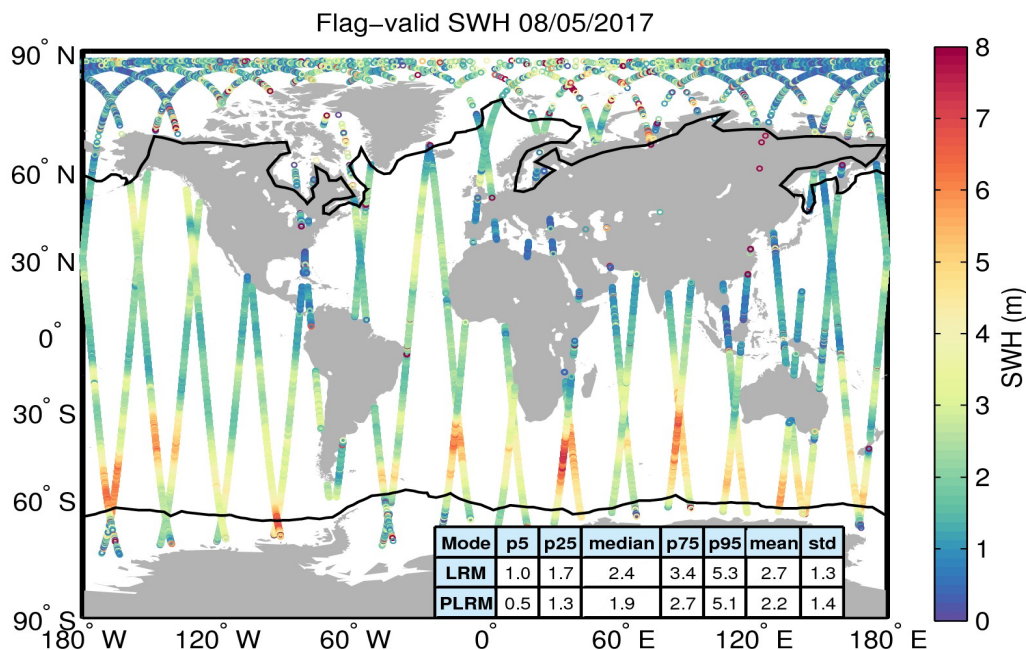 Flag−valid SWH 08/05/2017
90° N
60° N
30° N
0°
30° S
60° S
90° S
180° W
120° W
60° W
0°
60° E
120° E
180° E
Mode p5 p25 median p75 p95 mean std
LRM 1.0 1.7 2.4 3.4 5.3 2.7 1.3
PLRM 0.5 1.3 1.9 2.7 5.1 2.2 1.4
8
7
6
5
4
3
2
1
0
SWH (m)